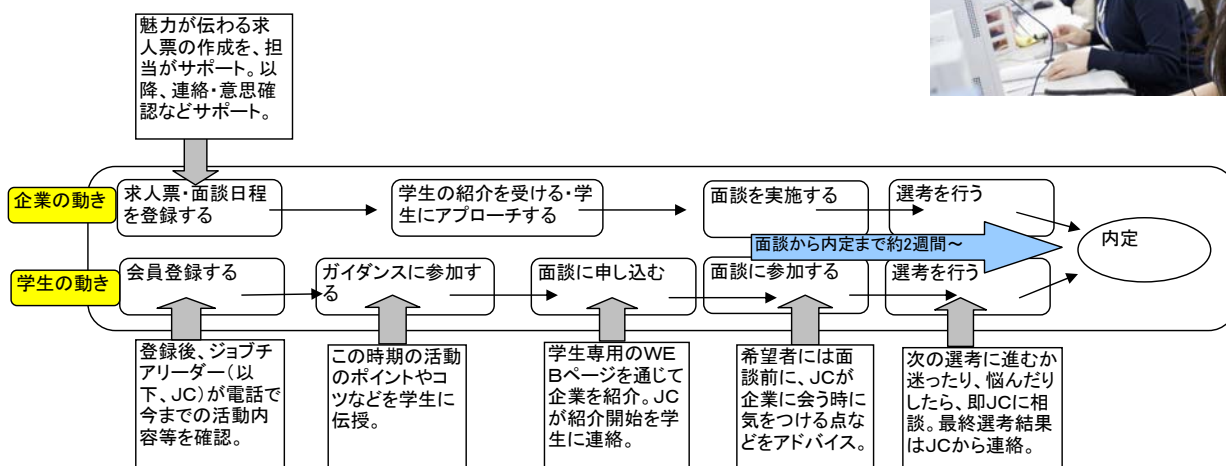 魅力が伝わる求
人票の作成を、担
当がサポート。以
降、連絡・意思確
認などサポート。
企業の動き
求人票・面談日程
を登録する
学生の紹介を受ける・学
生にアプローチする
面談を実施する
選考を行う
面談から内定まで約2週間～
内定
学生の動き
会員登録する
ガイダンスに参加す
る
面談に申し込む
面談に参加する
選考を行う
登録後、ジョブチ
アリーダー（以
下、JC）が電話で
今までの活動内
容等を確認。
この時期の活動
のポイントやコ
ツなどを学生に
伝授。
学生専用のWE
Bページを通じて
企業を紹介。JC
が紹介開始を学
生に連絡。
希望者には面
談前に、JCが
企業に会う時に
気をつける点な
どをアドバイス。
次の選考に進むか
迷ったり、悩んだり
したら、即JCに相
談。最終選考結果
はJCから連絡。